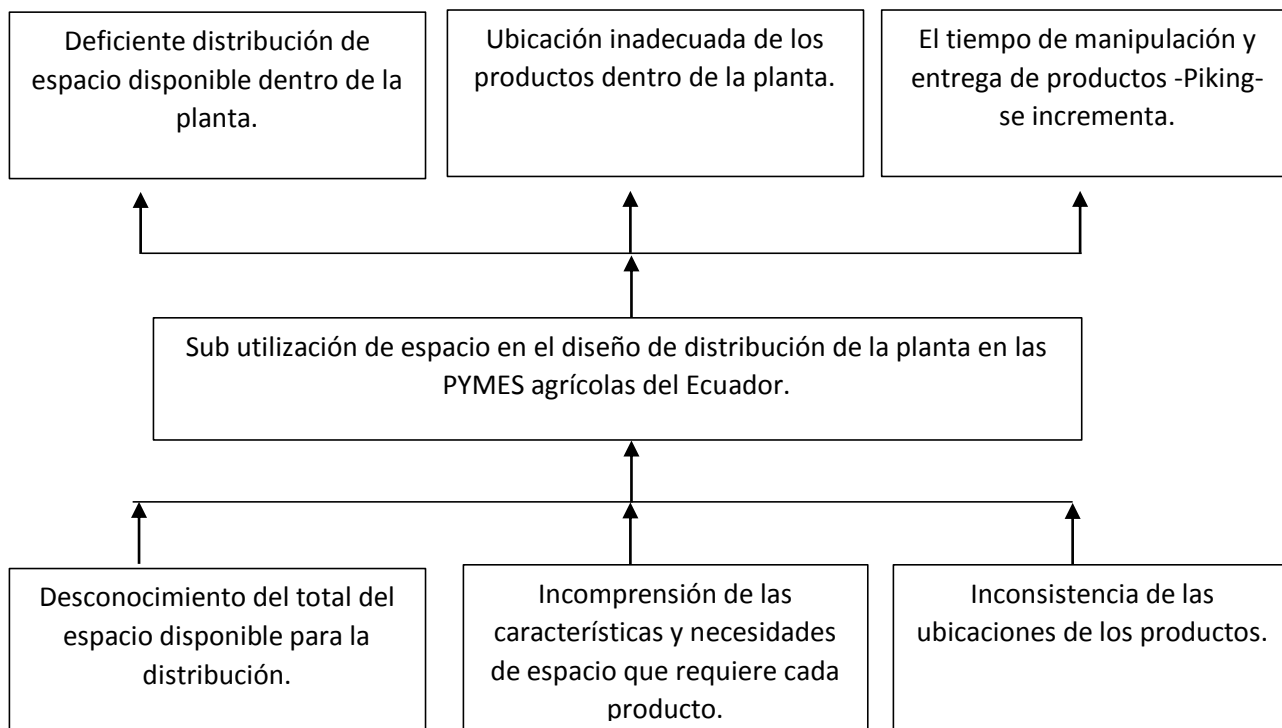 Deficiente distribución de
espacio disponible dentro de la
planta.
Ubicación inadecuada de los
productos dentro de la planta.
El tiempo de manipulación y
entrega de productos -Piking-
se incrementa.
Sub utilización de espacio en el diseño de distribución de la planta en las
PYMES agrícolas del Ecuador.
Desconocimiento del total del
espacio disponible para la
distribución.
Incomprensión de las
características y necesidades
de espacio que requiere cada
producto.
Inconsistencia de las
ubicaciones de los productos.